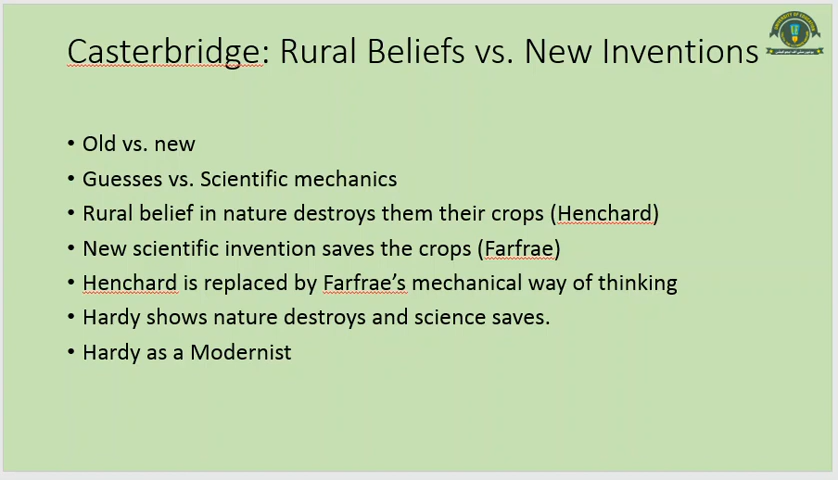 Casterbridge: Rural Beliefs vs. New Inventions
• Old vs. new
• Guesses vs. Scientific mechanics
• Rural belief in nature destroys them their crops (Henchard)
• New scientific invention saves the crops (Farfrae)
• Henchard is replaced by Farfrae's mechanical way of thinking
• Hardy shows nature destroys and science saves.
• Hardy as a Modernist